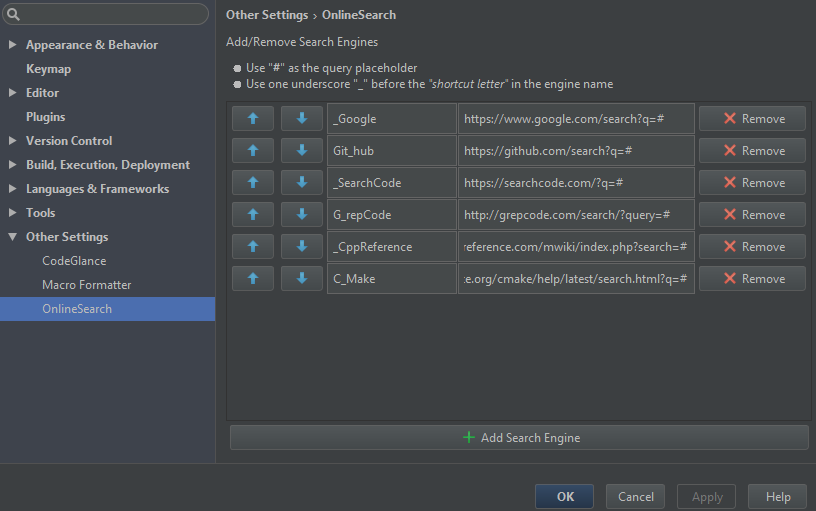 Other Settings › OnlineSearch
Appearance & Behavior
Keymap
Editor
Plugins
Version Control
Build, Execution, Deployment
Languages & Frameworks
Tools
Other Settings
CodeGlance
Macro Formatter
OnlineSearch
Add/Remove Search Engines
Use "#" as the query placeholder
Use one underscore "_" before the "shortcut letter" in the engine name
_Google https://www.google.com/search?q=# Remove
Git_hub https://github.com/search?q=# Remove
_SearchCode https://searchcode.com/?q=# Remove
G_repCode http://grepcode.com/search/?query=# Remove
_CppReference reference.com/mwiki/index.php?search=# Remove
C_Make e.org/cmake/help/latest/search.html?q=# Remove
Add Search Engine
OK Cancel Apply Help